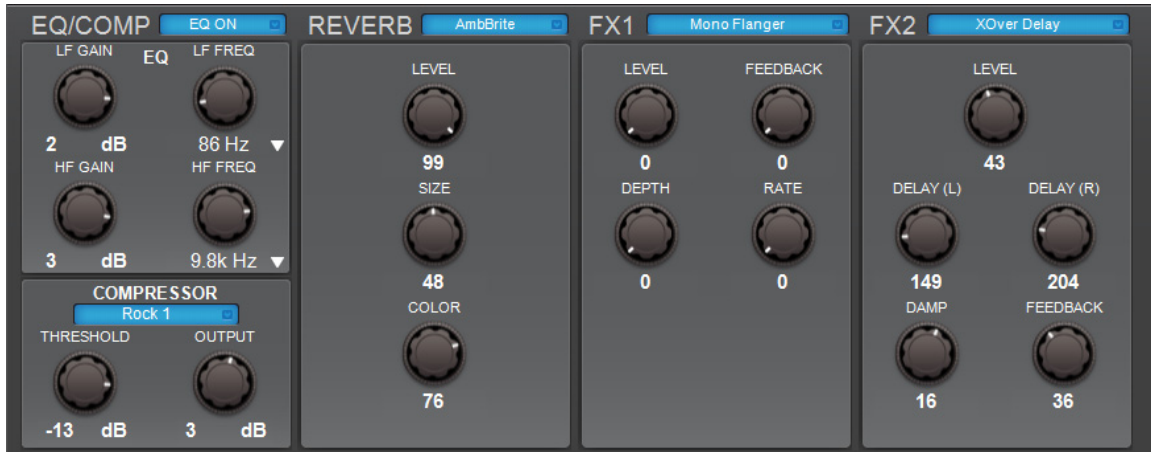 EQ/COMP EQ ON
LF GAIN EQ LF FREQ
2 dB 86 Hz
HF GAIN HF FREQ
3 dB 9.8k Hz
COMPRESSOR
Rock 1
THRESHOLD OUTPUT
-13 dB 3 dB
REVERB AmbBrite
LEVEL
99
SIZE
48
COLOR
76
FX1 Mono Flanger
LEVEL FEEDBACK
0 0
DEPTH RATE
0 0
FX2 XOver Delay
LEVEL
43
DELAY (L) DELAY (R)
149 204
DAMP FEEDBACK
16 36